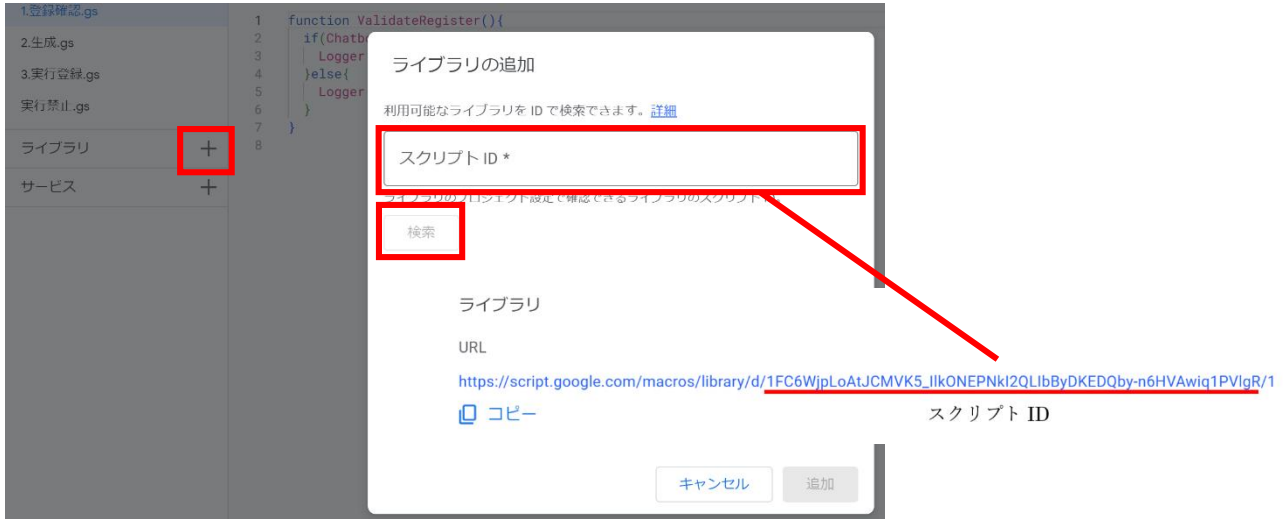 1.登録確認.gs
2.生成.gs
3.実行登録.gs
実行禁止.gs
ライブラリ
サービス
1 function ValidateRegister(){
2 if(Chatb
3 Logger
4 }else{
5 Logger
6 }
7 }
8
ライブラリの追加
利用可能なライブラリを ID で検索できます。詳細
スクリプト ID *
ライブラリのプロジェクト設定で確認できるライブラリのスクリプト
検索
ライブラリ
URL
https://script.google.com/macros/library/d/1FC6WjpLoAtJCMVK5_IlkONEPNkI2QLIbByDKEDQby-n6HVAwiq1PVlgR/1
コピー
スクリプト ID
キャンセル
追加